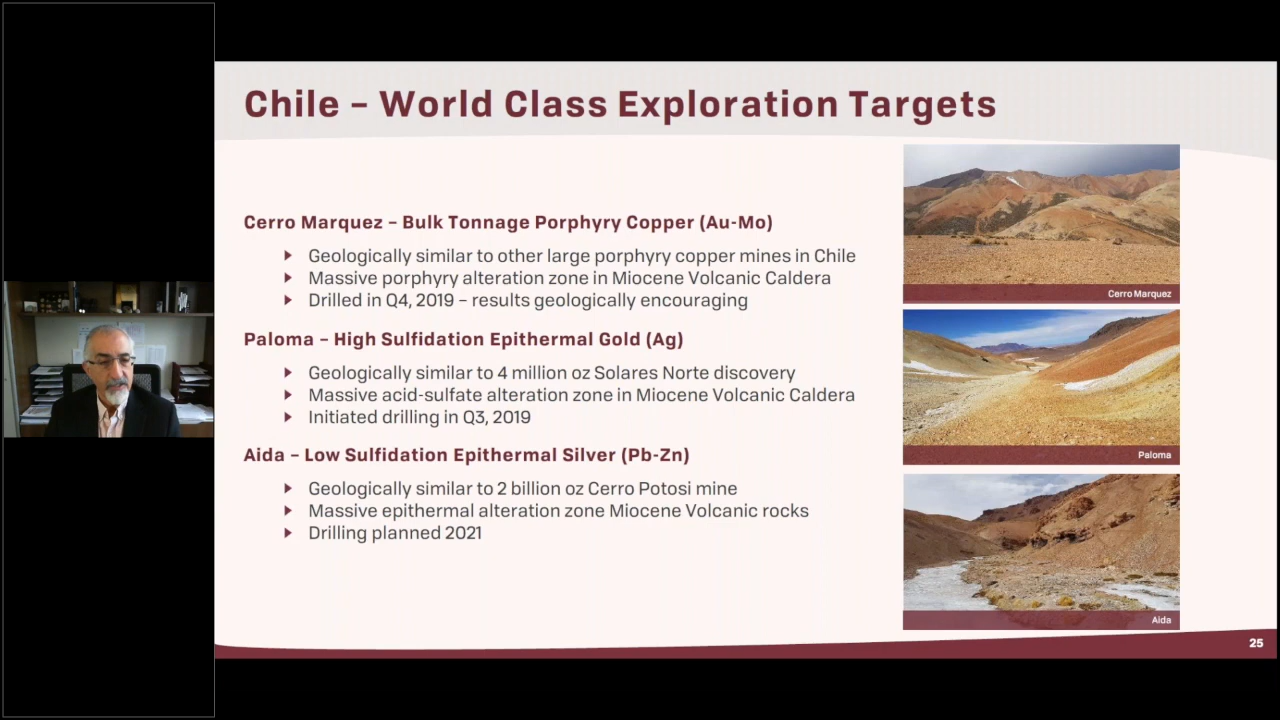 Chile – World Class Exploration Targets
Cerro Marquez – Bulk Tonnage Porphyry Copper (Au-Mo)
Geologically similar to other large porphyry copper mines in Chile
Massive porphyry alteration zone in Miocene Volcanic Caldera
Drilled in Q4, 2019 – results geologically encouraging
Paloma – High Sulfidation Epithermal Gold (Ag)
Geologically similar to 4 million oz Solares Norte discovery
Massive acid-sulfate alteration zone in Miocene Volcanic Caldera
Initiated drilling in Q3, 2019
Aida – Low Sulfidation Epithermal Silver (Pb-Zn)
Geologically similar to 2 billion oz Cerro Potosi mine
Massive epithermal alteration zone Miocene Volcanic rocks
Drilling planned 2021
Cerro Marquez
Paloma
Aida
25